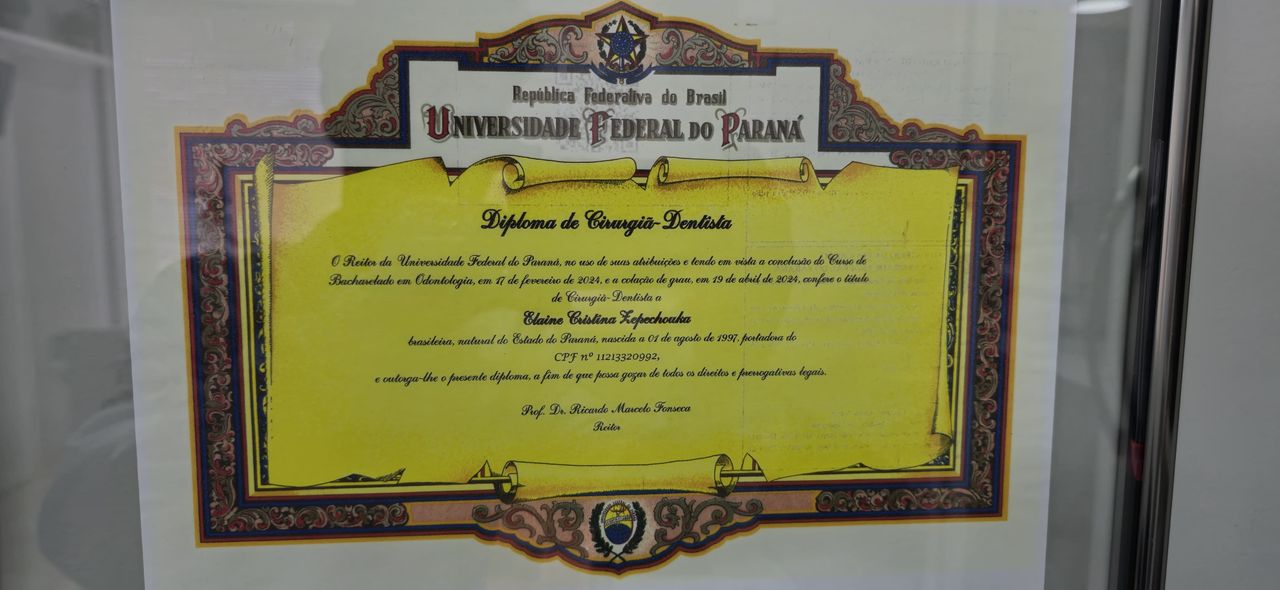 República Federativa do Brasil
UNIVERSIDADE FEDERAL DO PARANÁ
Diploma de Cirurgiã-Dentista
O Reitor da Universidade Federal do Paraná, no uso de suas atribuições e tendo em vista a conclusão do Curso de
Bacharelado em Odontologia, em 17 de fevereiro de 2024, e a colação de grau, em 19 de abril de 2024, confere o título
de Cirurgiã-Dentista a
Elaine Cristina Zepechouka
brasileira, natural do Estado do Paraná, nascida a 01 de agosto de 1997, portadora do
CPF nº 11213320992,
e outorga-lhe o presente diploma, a fim de que possa gozar de todos os direitos e prerrogativas legais.
Prof. Dr. Ricardo Marcelo Fonseca
Reitor